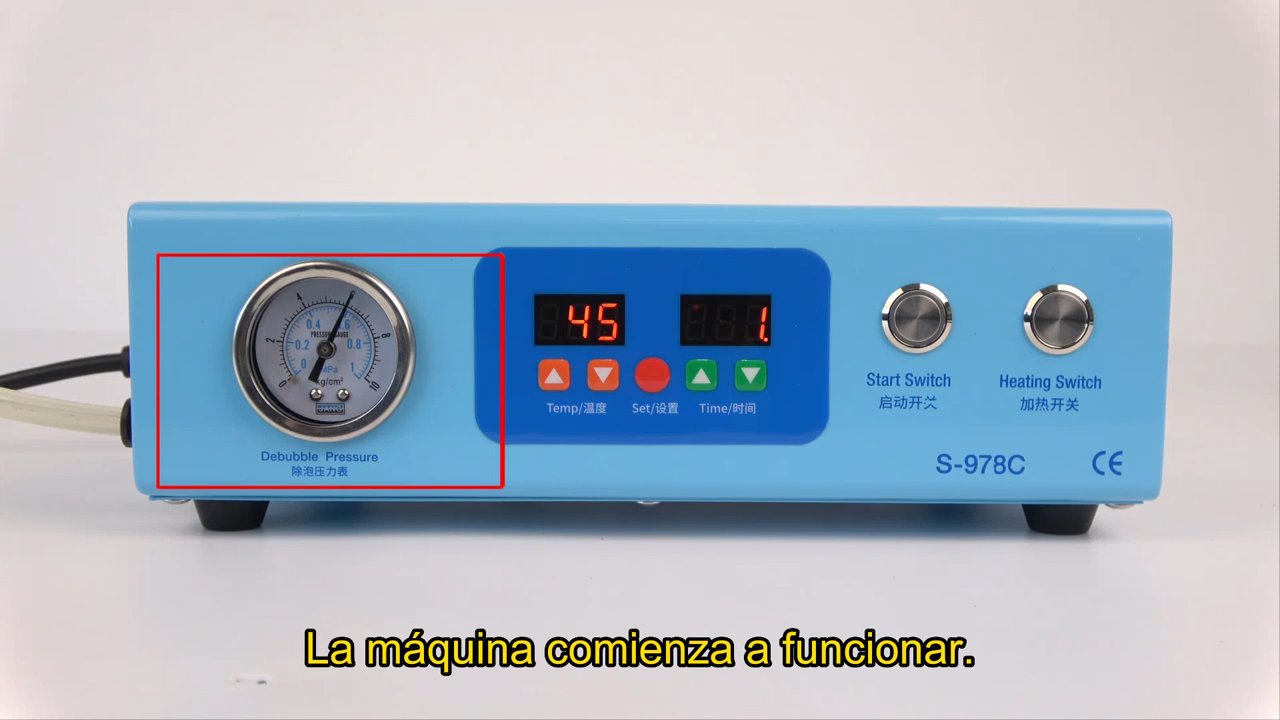 4
6
2
8
0
10
0.4
0.6
PRESSURE GAUGE
0.2
0.8
0
1
MPa
kg/cm²
Debubble Pressure
除泡压力表
45
1.
Temp/温度
Set/设置
Time/时间
Start Switch
启动开关
Heating Switch
加热开关
S-978C
CE
La máquina comienza a funcionar.